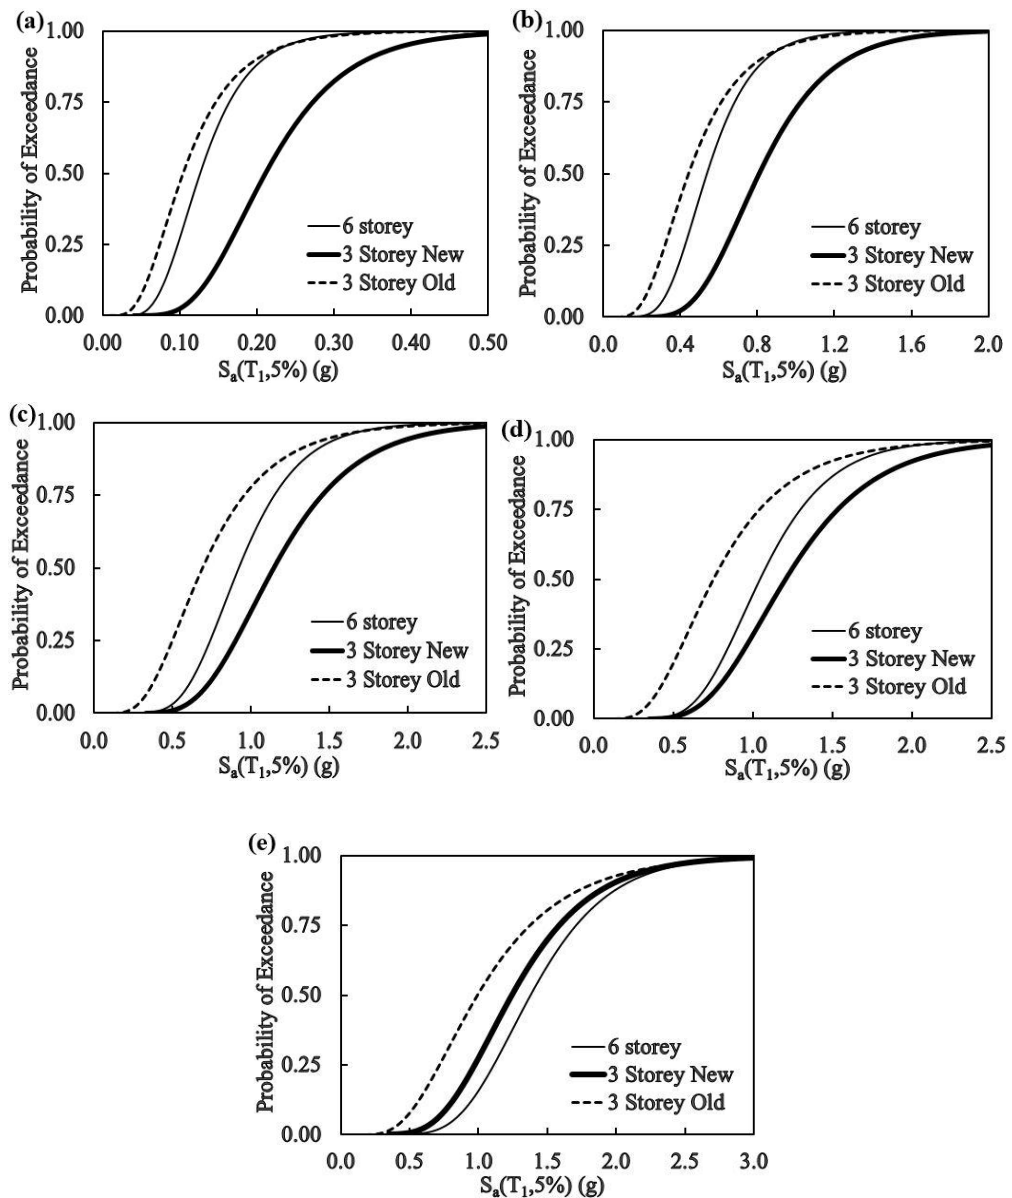 (a)
1.00
0.75
0.50
0.25
0.00
Probability of Exceedance
6 storey
3 Storey New
3 Storey Old
0.00 0.10 0.20 0.30 0.40 0.50
Sa(T1,5%) (g)
(b)
1.00
0.75
0.50
0.25
0.00
Probability of Exceedance
6 storey
3 Storey New
3 Storey Old
0.0 0.4 0.8 1.2 1.6 2.0
Sa(T1,5%) (g)
(c)
1.00
0.75
0.50
0.25
0.00
Probability of Exceedance
6 storey
3 Storey New
3 Storey Old
0.0 0.5 1.0 1.5 2.0 2.5
Sa(T1,5%) (g)
(d)
1.00
0.75
0.50
0.25
0.00
Probability of Exceedance
6 storey
3 Storey New
3 Storey Old
0.0 0.5 1.0 1.5 2.0 2.5
Sa(T1,5%) (g)
(e)
1.00
0.75
0.50
0.25
0.00
Probability of Exceedance
6 storey
3 Storey New
3 Storey Old
0.0 0.5 1.0 1.5 2.0 2.5 3.0
Sa(T1,5%) (g)